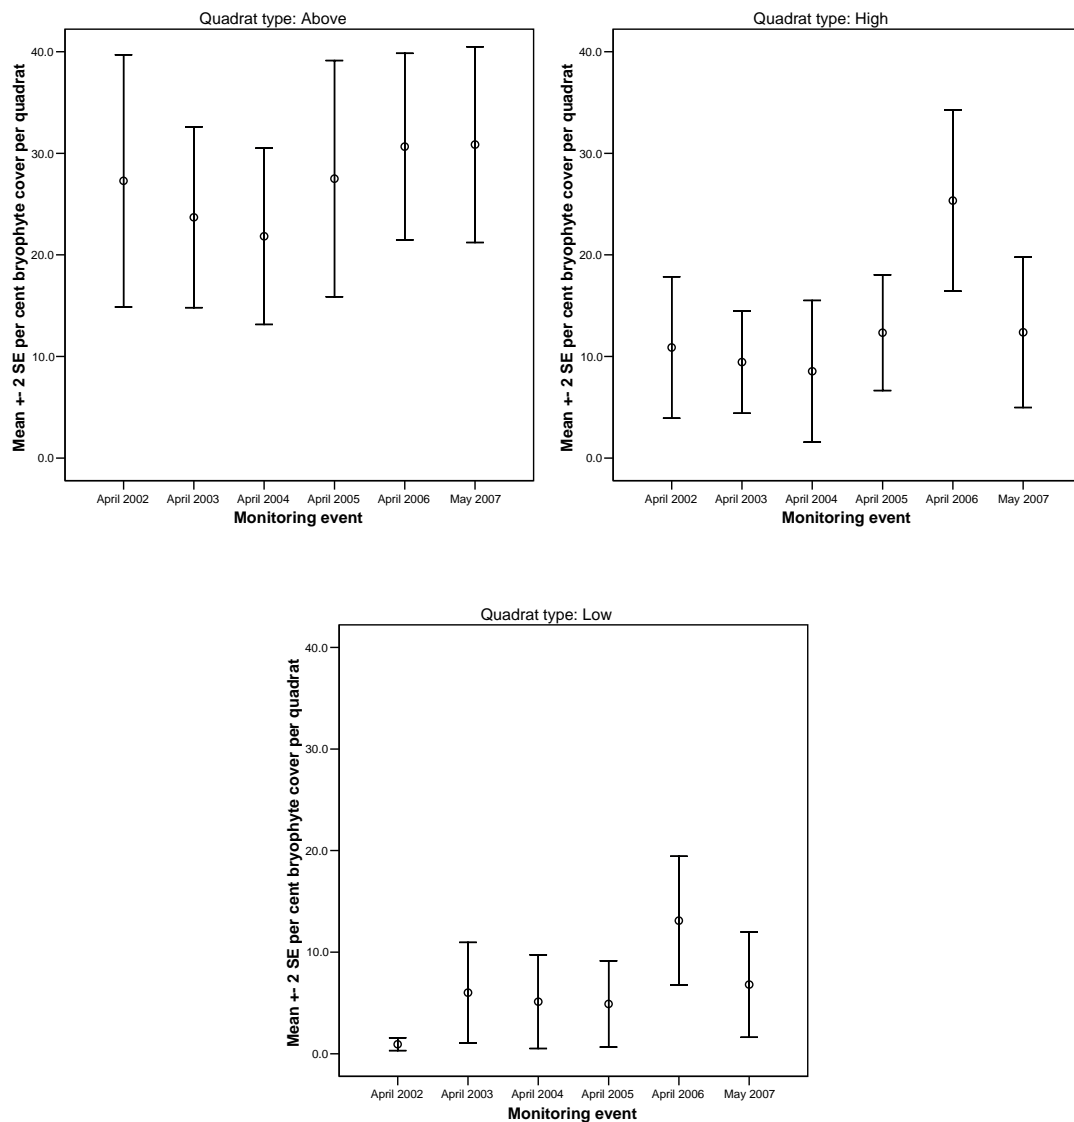 Quadrat type: Above
Mean +- 2 SE per cent bryophyte cover per quadrat
40.0
30.0
20.0
10.0
0.0
April 2002 April 2003 April 2004 April 2005 April 2006 May 2007
Monitoring event
Quadrat type: High
Mean +- 2 SE per cent bryophyte cover per quadrat
40.0
30.0
20.0
10.0
0.0
April 2002 April 2003 April 2004 April 2005 April 2006 May 2007
Monitoring event
Quadrat type: Low
Mean +- 2 SE per cent bryophyte cover per quadrat
40.0
30.0
20.0
10.0
0.0
April 2002 April 2003 April 2004 April 2005 April 2006 May 2007
Monitoring event